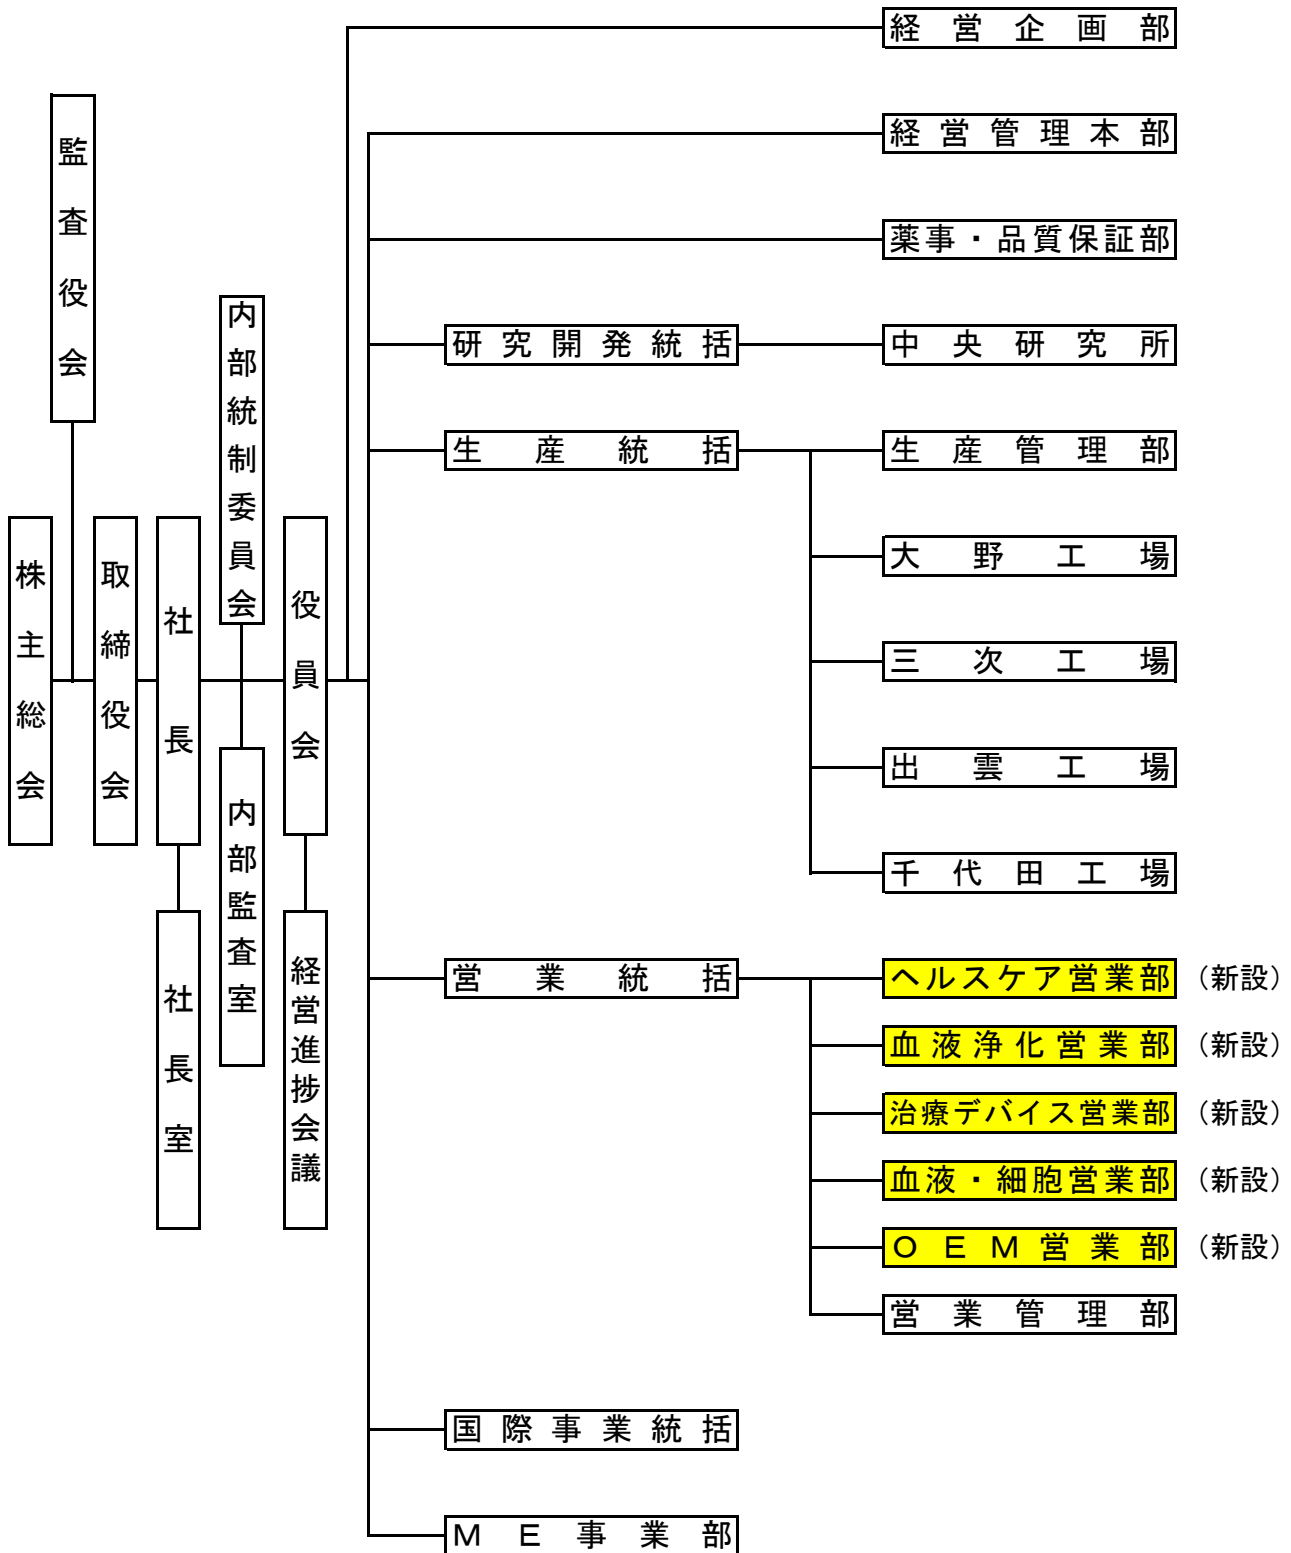 株主総会
監査役会
取締役会
社長
社長室
内部統制委員会
内部監査室
役員会
経営進捗会議
経営企画部
経営管理本部
薬事・品質保証部
研究開発統括
中央研究所
生産統括
生産管理部
大野工場
三次工場
出雲工場
千代田工場
営業統括
ヘルスケア営業部 （新設）
血液浄化営業部 （新設）
治療デバイス営業部 （新設）
血液・細胞営業部 （新設）
ＯＥＭ営業部 （新設）
営業管理部
国際事業統括
ＭＥ事業部